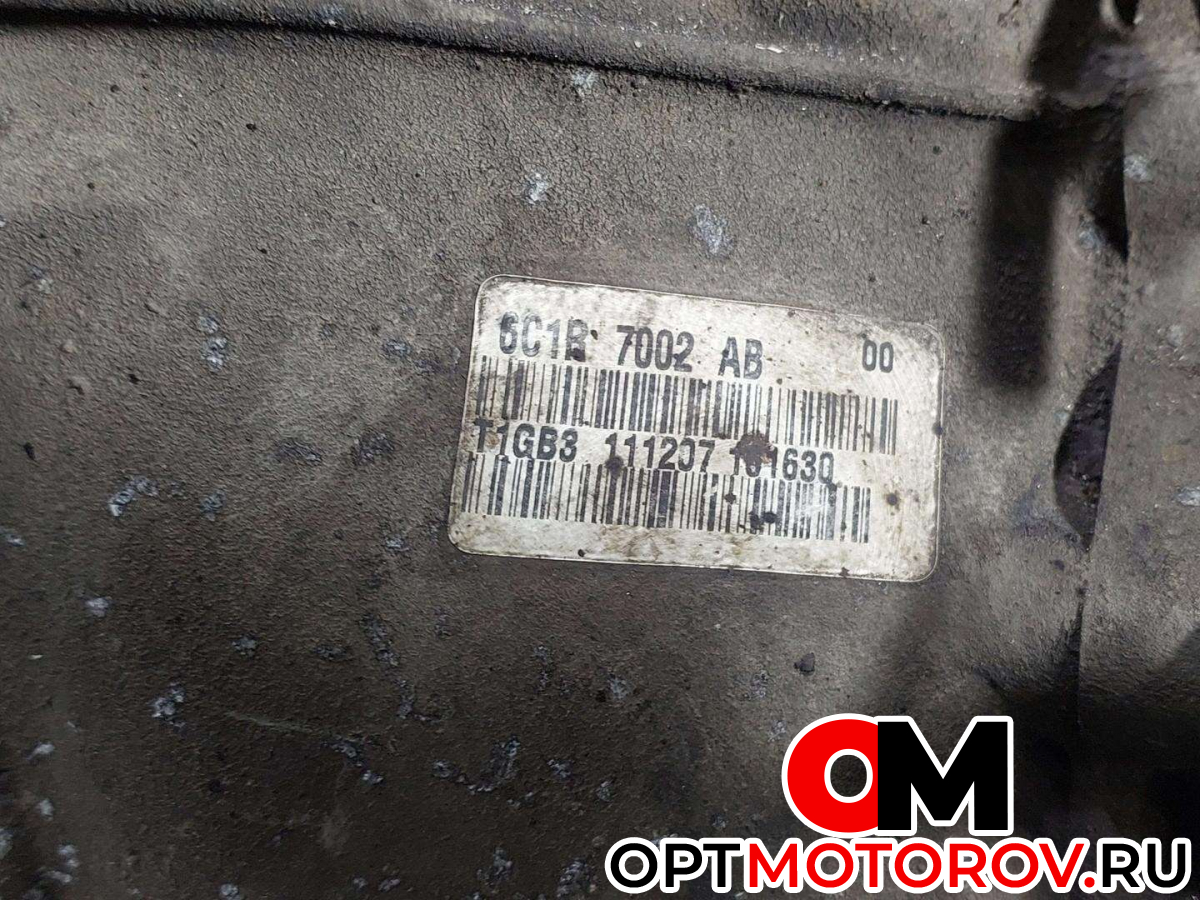 6C1R 7002 AB 00
T1GB3 111207 101630
OM
OPTMOTOROV.RU